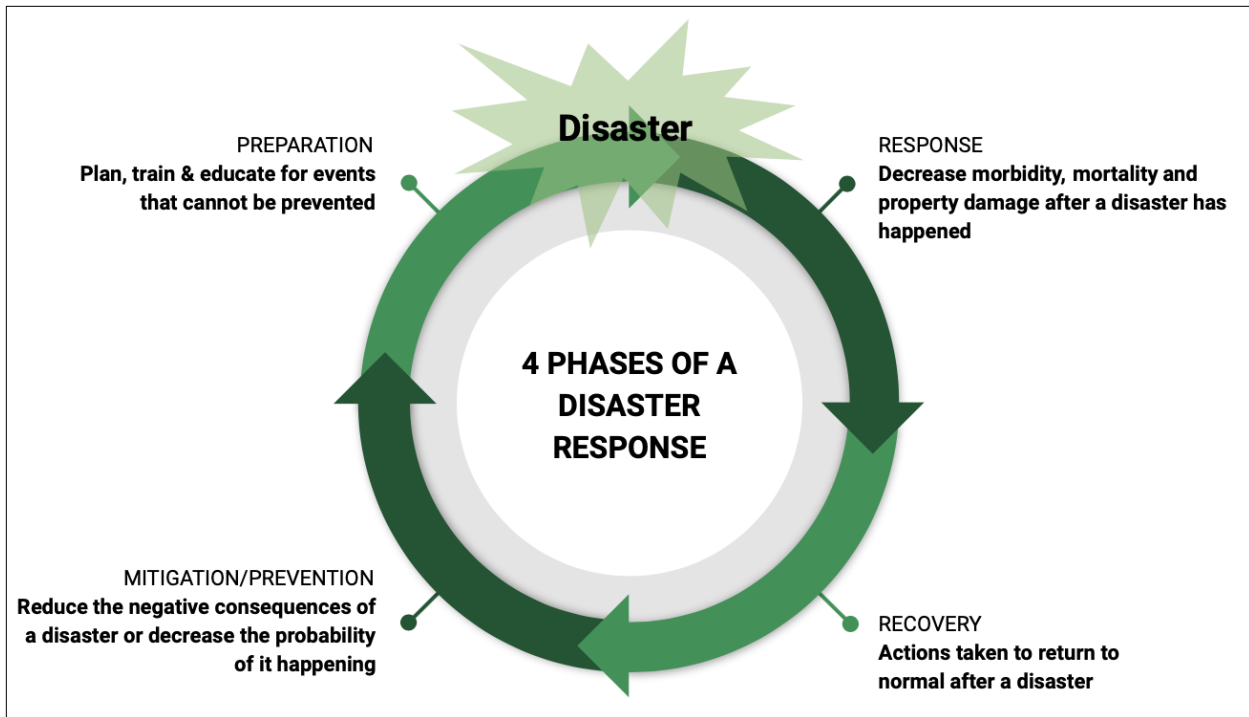 Disaster
PREPARATION
Plan, train & educate for events
that cannot be prevented
RESPONSE
Decrease morbidity, mortality and
property damage after a disaster has
happened
4 PHASES OF A
DISASTER
RESPONSE
MITIGATION/PREVENTION
Reduce the negative consequences of
a disaster or decrease the probability
of it happening
RECOVERY
Actions taken to return to
normal after a disaster